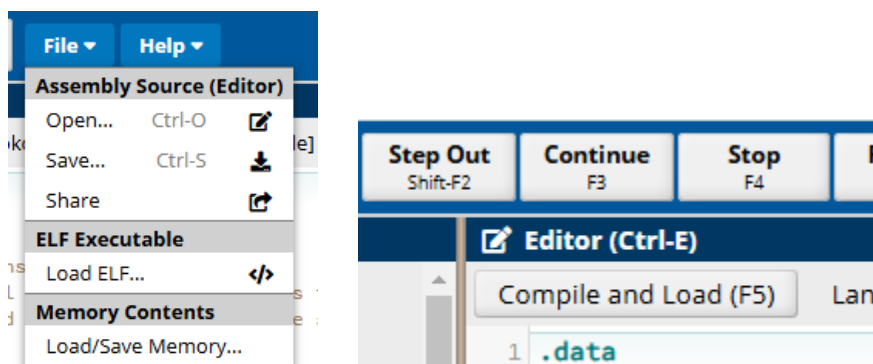 File Help
Assembly Source (Editor)
Open... Ctrl-O
Save... Ctrl-S
Share
ELF Executable
Load ELF...
Memory Contents
Load/Save Memory...
Step Out Continue Stop
Shift-F2 F3 F4
Editor (Ctrl-E)
Compile and Load (F5)
1 .data